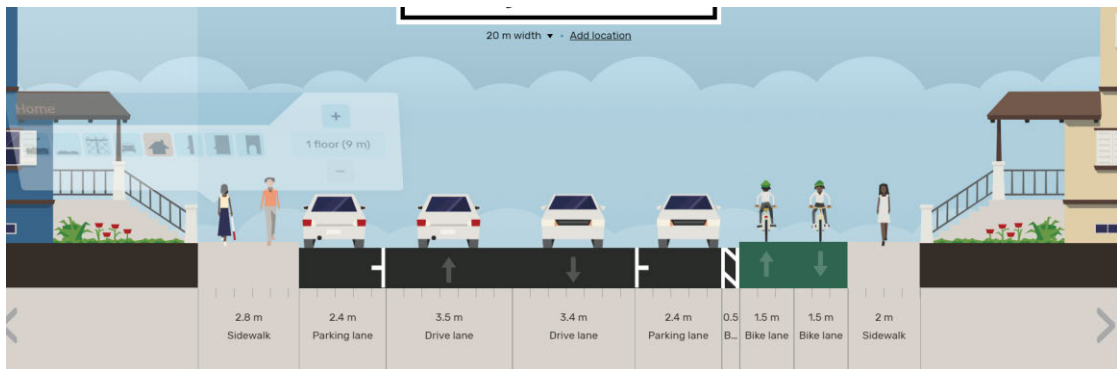 20 m width ▾ • Add location
Home
1 floor (9 m)
2.8 m
Sidewalk
2.4 m
Parking lane
3.5 m
Drive lane
3.4 m
Drive lane
2.4 m
Parking lane
0.5
B...
1.5 m
Bike lane
1.5 m
Bike lane
2 m
Sidewalk